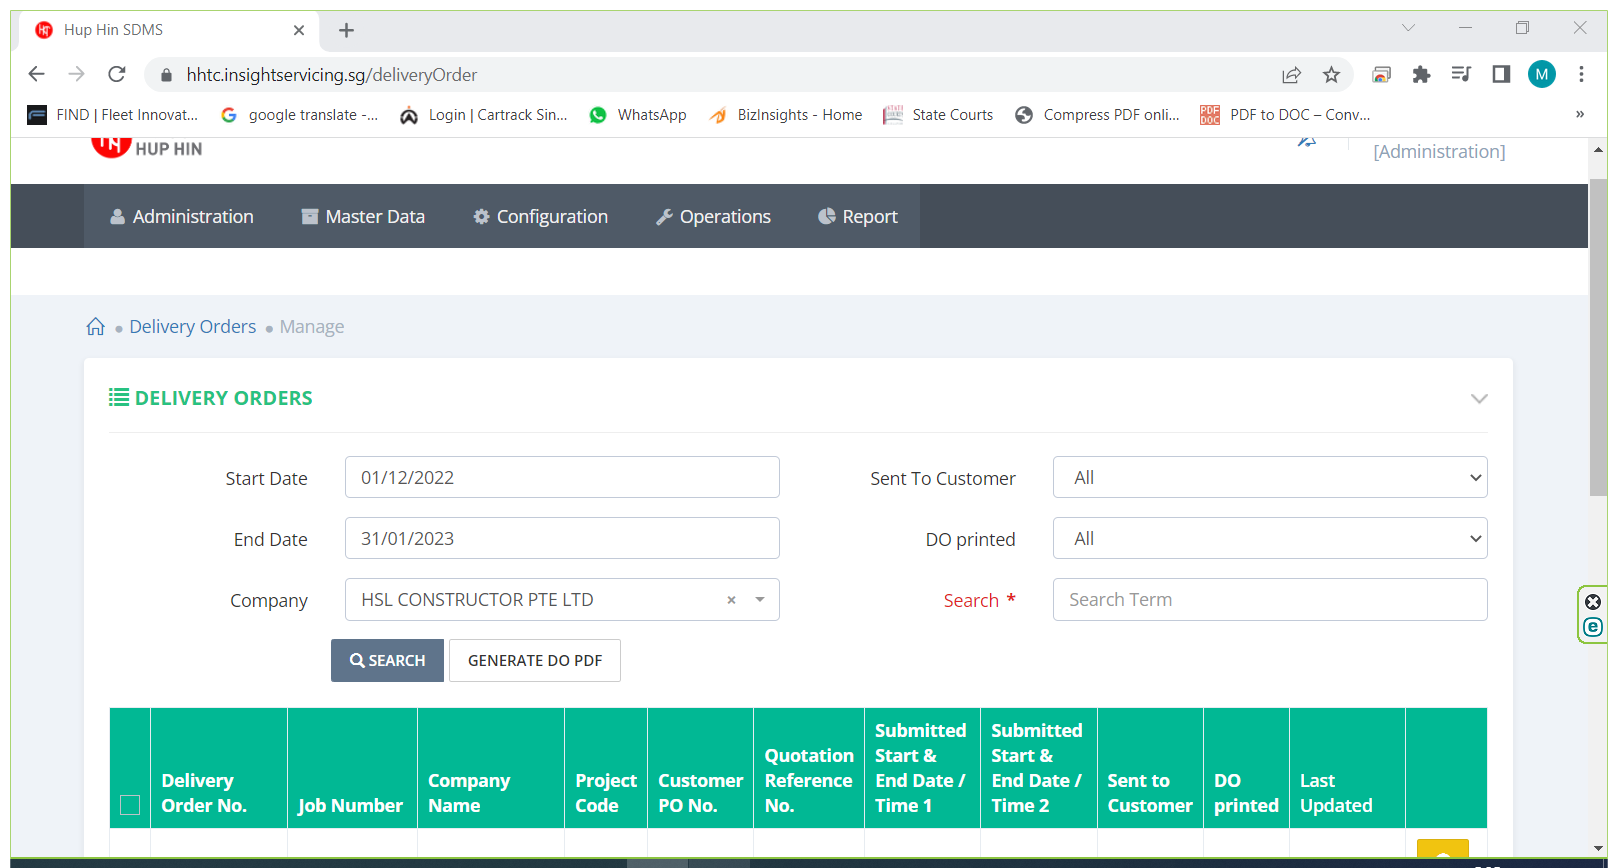 Hup Hin SDMS
hhtc.insightservicing.sg/deliveryOrder
M
FIND | Fleet Innovat...
google translate -...
Login | Cartrack Sin...
WhatsApp
BizInsights - Home
State Courts
Compress PDF onli...
PDF to DOC – Conv...
»
HUP HIN
[Administration]
Administration
Master Data
Configuration
Operations
Report
Delivery Orders
Manage
DELIVERY ORDERS
Start Date
01/12/2022
Sent To Customer
All
End Date
31/01/2023
DO printed
All
Company
HSL CONSTRUCTOR PTE LTD
×
Search *
Search Term
SEARCH
GENERATE DO PDF
Delivery
Order No.
Job Number
Company
Name
Project
Code
Customer
PO No.
Quotation
Reference
No.
Submitted
Start &
End Date /
Time 1
Submitted
Start &
End Date /
Time 2
Sent to
Customer
DO
printed
Last
Updated